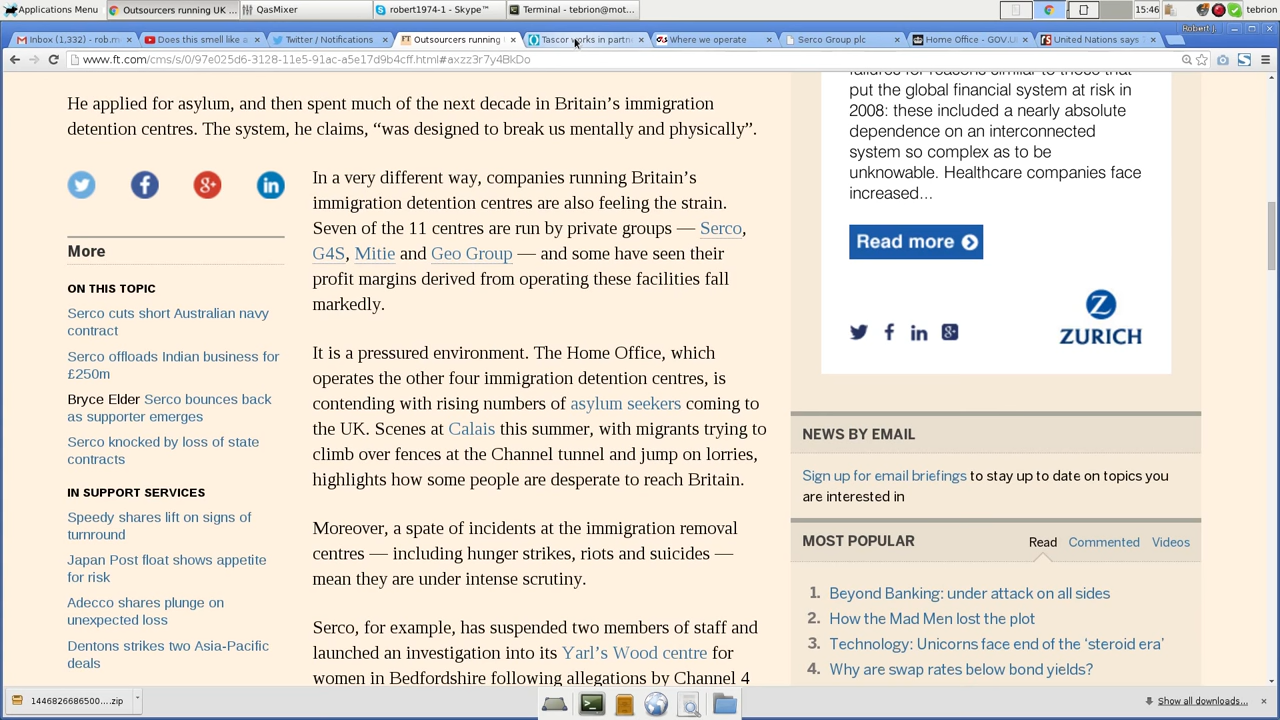 Applications Menu
Outsourcers running UK ...
QasMixer
robert1974-1 - Skype™
Terminal - tebrion@mot...
15:46
tebrion
Inbox (1,332) - rob.m
Does this smell like a
Twitter / Notifications
Outsourcers running
Tascor works in partn
Where we operate
Serco Group plc
Home Office - GOV.U
United Nations says
Robert J.
www.ft.com/cms/s/0/97e025d6-3128-11e5-91ac-a5e17d9b4cff.html#axzz3r7y4BkDo
He applied for asylum, and then spent much of the next decade in Britain's immigration
detention centres. The system, he claims, "was designed to break us mentally and physically".
More
ON THIS TOPIC
Serco cuts short Australian navy
contract
Serco offloads Indian business for
£250m
Bryce Elder Serco bounces back
as supporter emerges
Serco knocked by loss of state
contracts
IN SUPPORT SERVICES
Speedy shares lift on signs of
turnround
Japan Post float shows appetite
for risk
Adecco shares plunge on
unexpected loss
Dentons strikes two Asia-Pacific
deals
In a very different way, companies running Britain's
immigration detention centres are also feeling the strain.
Seven of the 11 centres are run by private groups — Serco,
G4S, Mitie and Geo Group — and some have seen their
profit margins derived from operating these facilities fall
markedly.
It is a pressured environment. The Home Office, which
operates the other four immigration detention centres, is
contending with rising numbers of asylum seekers coming to
the UK. Scenes at Calais this summer, with migrants trying to
climb over fences at the Channel tunnel and jump on lorries,
highlights how some people are desperate to reach Britain.
Moreover, a spate of incidents at the immigration removal
centres — including hunger strikes, riots and suicides —
mean they are under intense scrutiny.
Serco, for example, has suspended two members of staff and
launched an investigation into its Yarl's Wood centre for
women in Bedfordshire following allegations by Channel 4
failures for reasons similar to those that
put the global financial system at risk in
2008: these included a nearly absolute
dependence on an interconnected
system so complex as to be
unknowable. Healthcare companies face
increased...
Read more
ZURICH
NEWS BY EMAIL
Sign up for email briefings to stay up to date on topics you
are interested in
MOST POPULAR
Read
Commented
Videos
1. Beyond Banking: under attack on all sides
2. How the Mad Men lost the plot
3. Technology: Unicorns face end of the 'steroid era'
4. Why are swap rates below bond yields?
1446826686500....zip
Show all downloads...